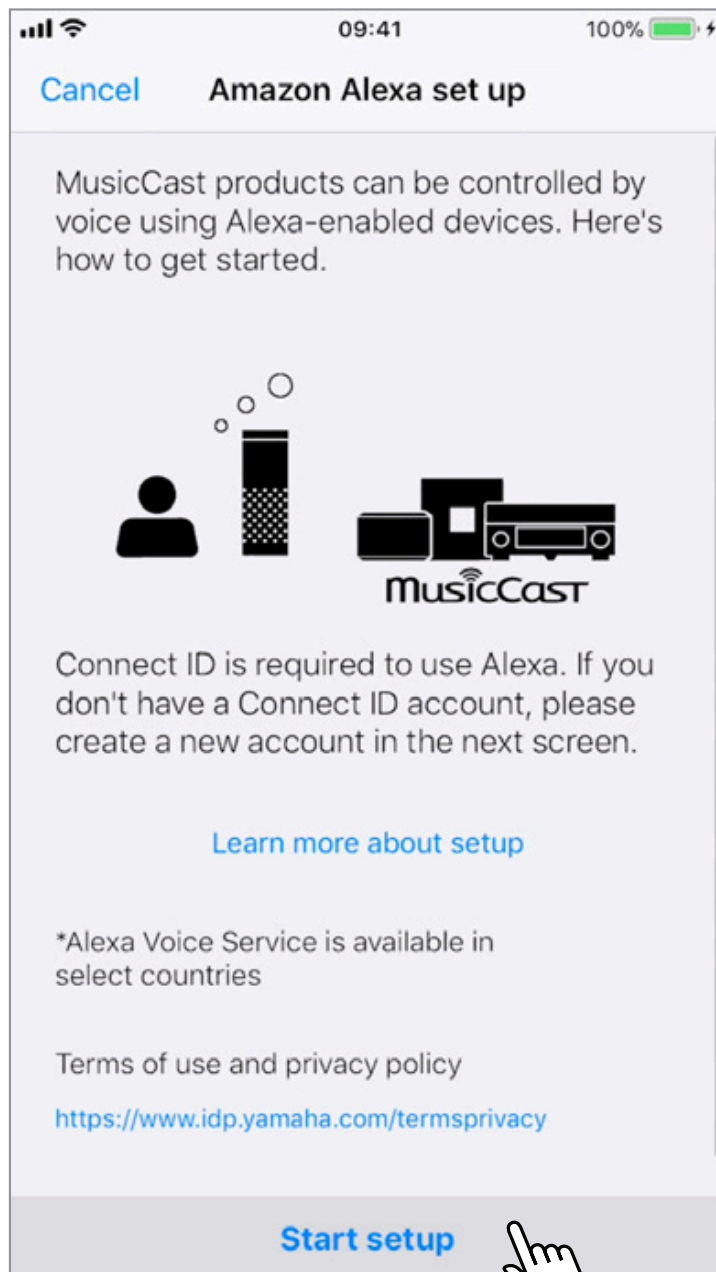 09:41
100%
Cancel
Amazon Alexa set up
MusicCast products can be controlled by
voice using Alexa-enabled devices. Here's
how to get started.
MusicCast
Connect ID is required to use Alexa. If you
don't have a Connect ID account, please
create a new account in the next screen.
Learn more about setup
*Alexa Voice Service is available in
select countries
Terms of use and privacy policy
https://www.idp.yamaha.com/termsprivacy
Start setup